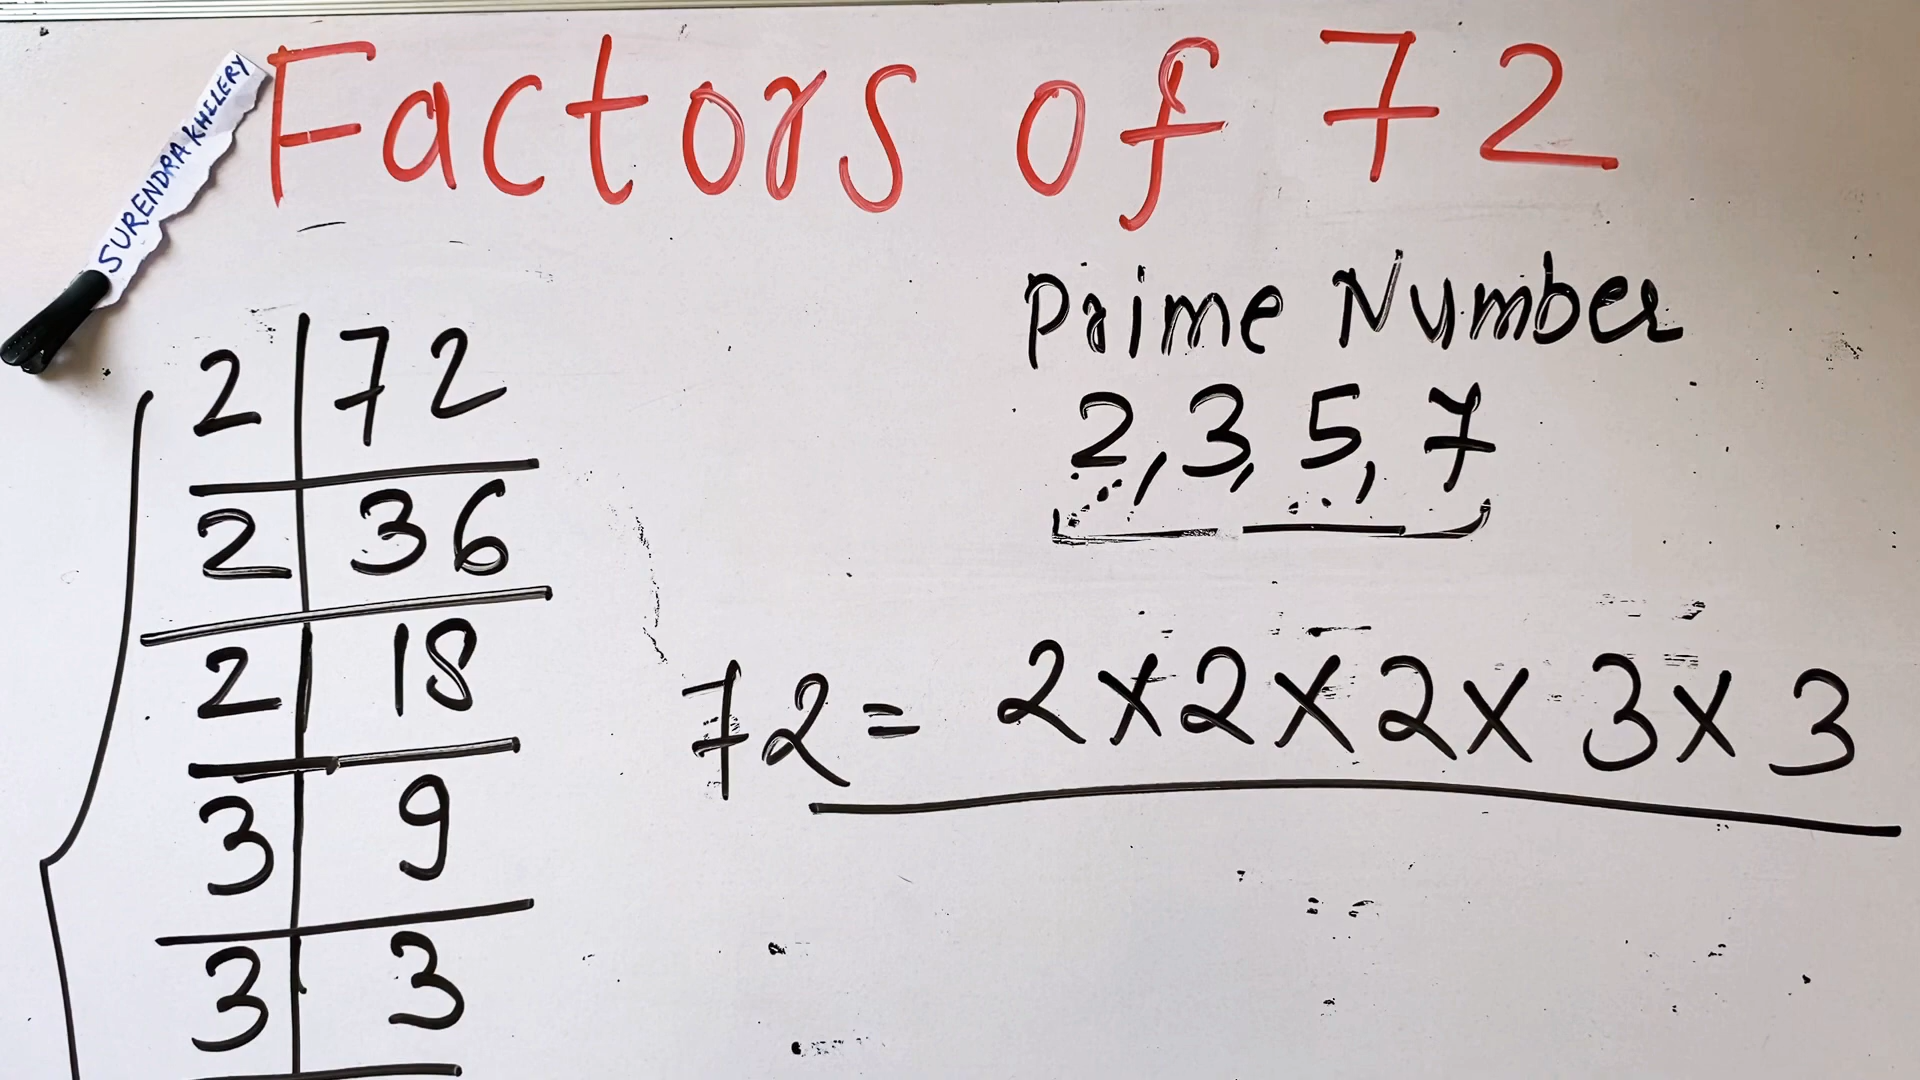 Factors of 72
SURENDRA KHILERY
Prime Number
2, 3, 5, 7
2 | 72
2 | 36
2 | 18
3 | 9
3 | 3
72 = 2 x 2 x 2 x 3 x 3